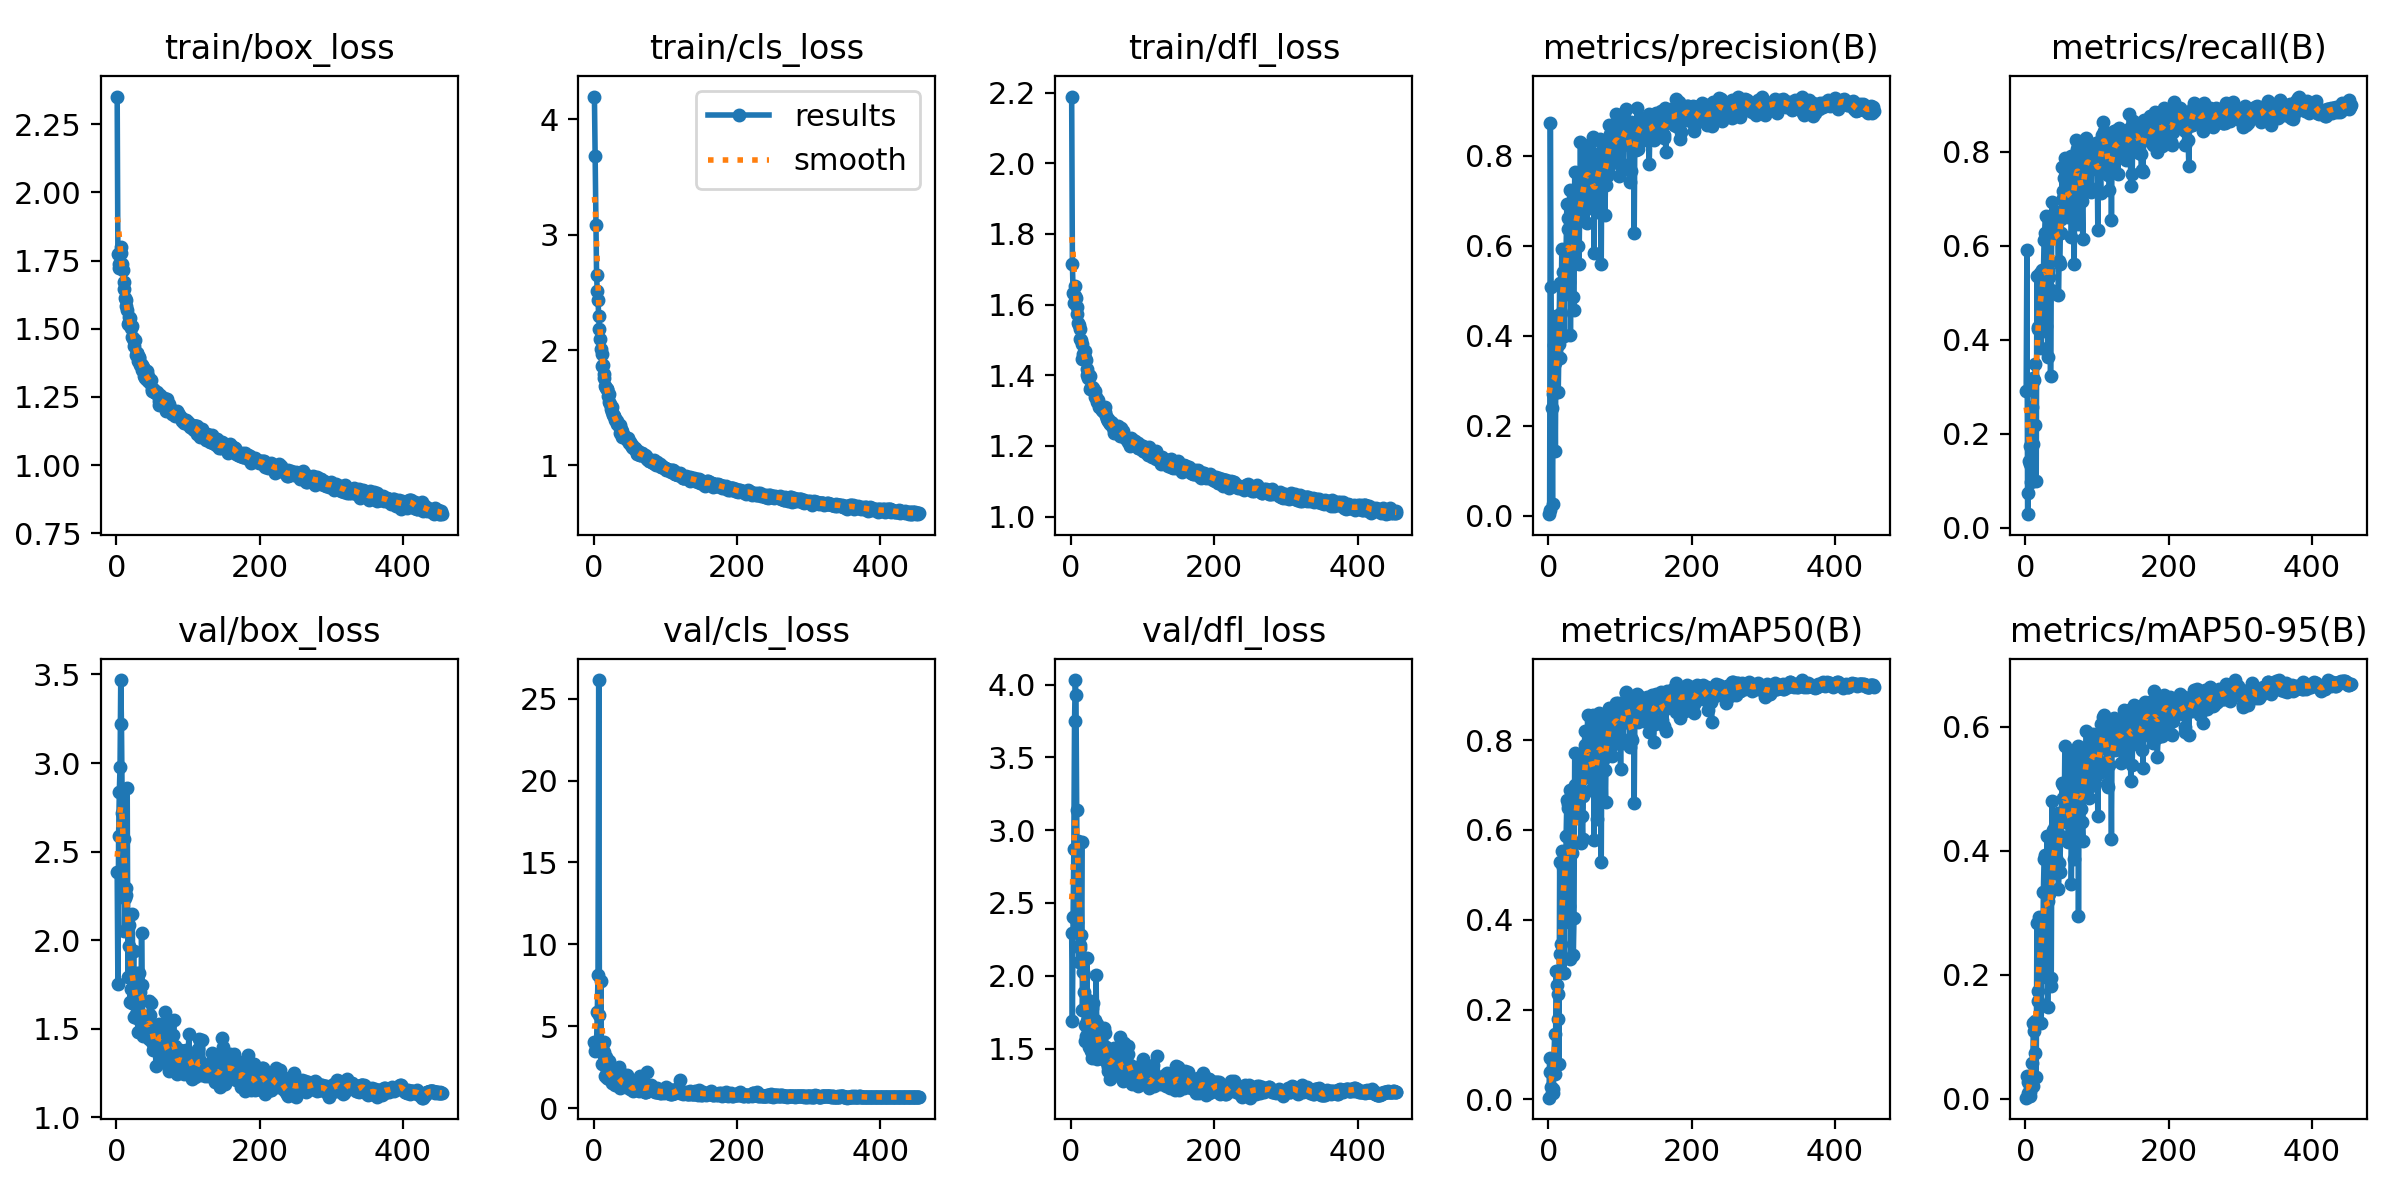 train/box_loss
2.25
2.00
1.75
1.50
1.25
1.00
0.75
0 200 400
train/cls_loss
results
smooth
4
3
2
1
0 200 400
train/dfl_loss
2.2
2.0
1.8
1.6
1.4
1.2
1.0
0 200 400
metrics/precision(B)
0.8
0.6
0.4
0.2
0.0
0 200 400
metrics/recall(B)
0.8
0.6
0.4
0.2
0.0
0 200 400
val/box_loss
3.5
3.0
2.5
2.0
1.5
1.0
0 200 400
val/cls_loss
25
20
15
10
5
0
0 200 400
val/dfl_loss
4.0
3.5
3.0
2.5
2.0
1.5
0 200 400
metrics/mAP50(B)
0.8
0.6
0.4
0.2
0.0
0 200 400
metrics/mAP50-95(B)
0.6
0.4
0.2
0.0
0 200 400